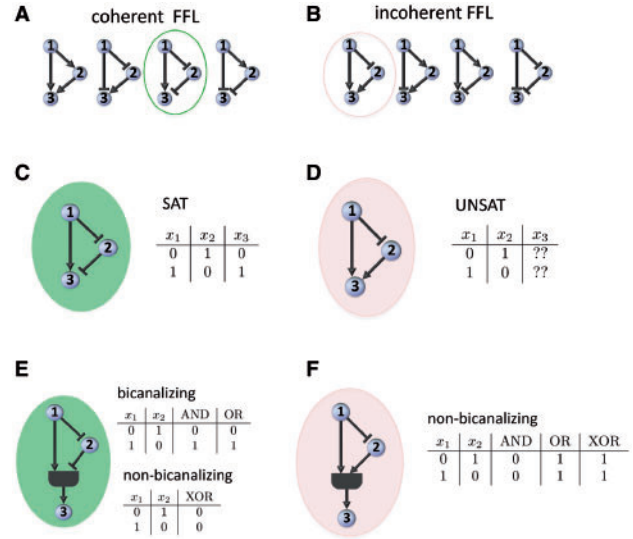 A
coherent FFL
1 1 1 1
2 2 2 2
3 3 3 3
B
incoherent FFL
1 1 1 1
2 2 2 2
3 3 3 3
C
1
2
3
SAT
x₁ x₂ x₃
0 1 0
1 0 1
D
1
2
3
UNSAT
x₁ x₂ x₃
0 1 ??
1 0 ??
E
1
2
3
bicanalizing
x₁ x₂ AND OR
0 1 0 0
1 0 1 1
non-bicanalizing
x₁ x₂ XOR
0 1 0
1 0 0
F
1
2
3
non-bicanalizing
x₁ x₂ AND OR XOR
0 1 0 1 1
1 0 0 1 1